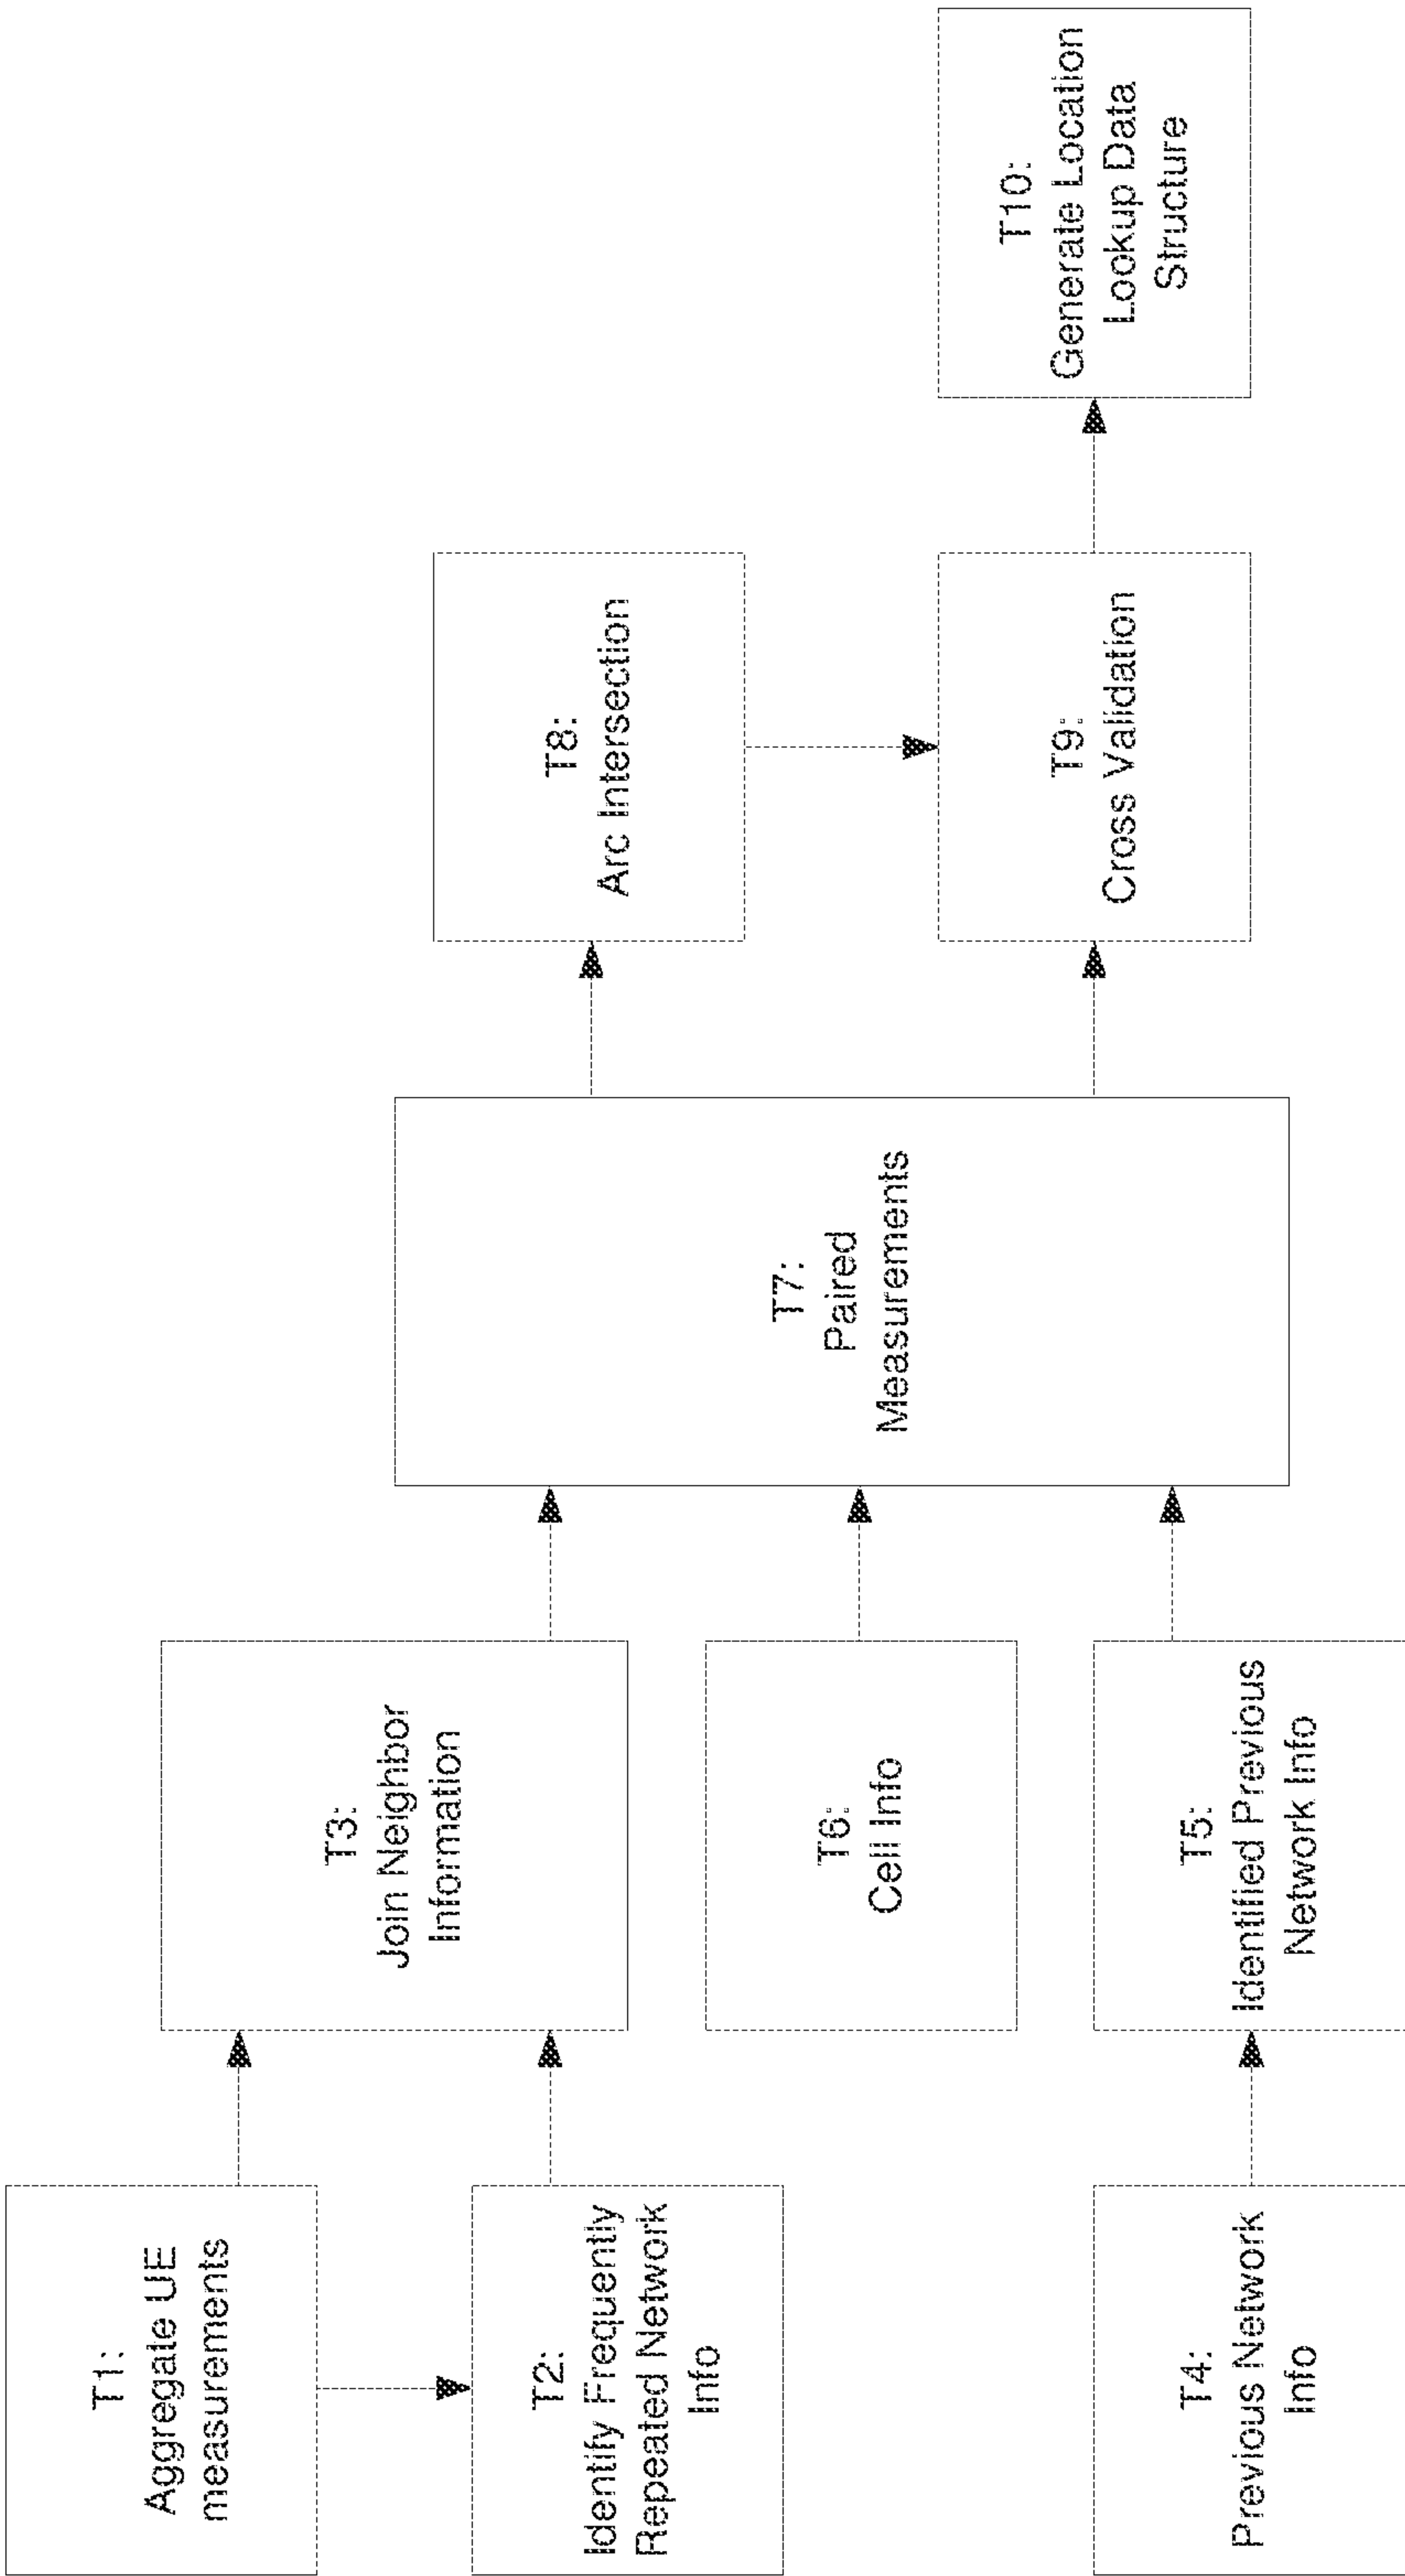 T1:
Aggregate UE
measurements
T2:
Identify Frequently
Repeated Network
Info
T3:
Join Neighbor
Information
T4:
Previous Network
Info
T5:
Identified Previous
Network Info
T6:
Cell Info
T7:
Paired
Measurements
T8:
Arc Intersection
T9:
Cross Validation
T10:
Generate Location
Lookup Data
Structure